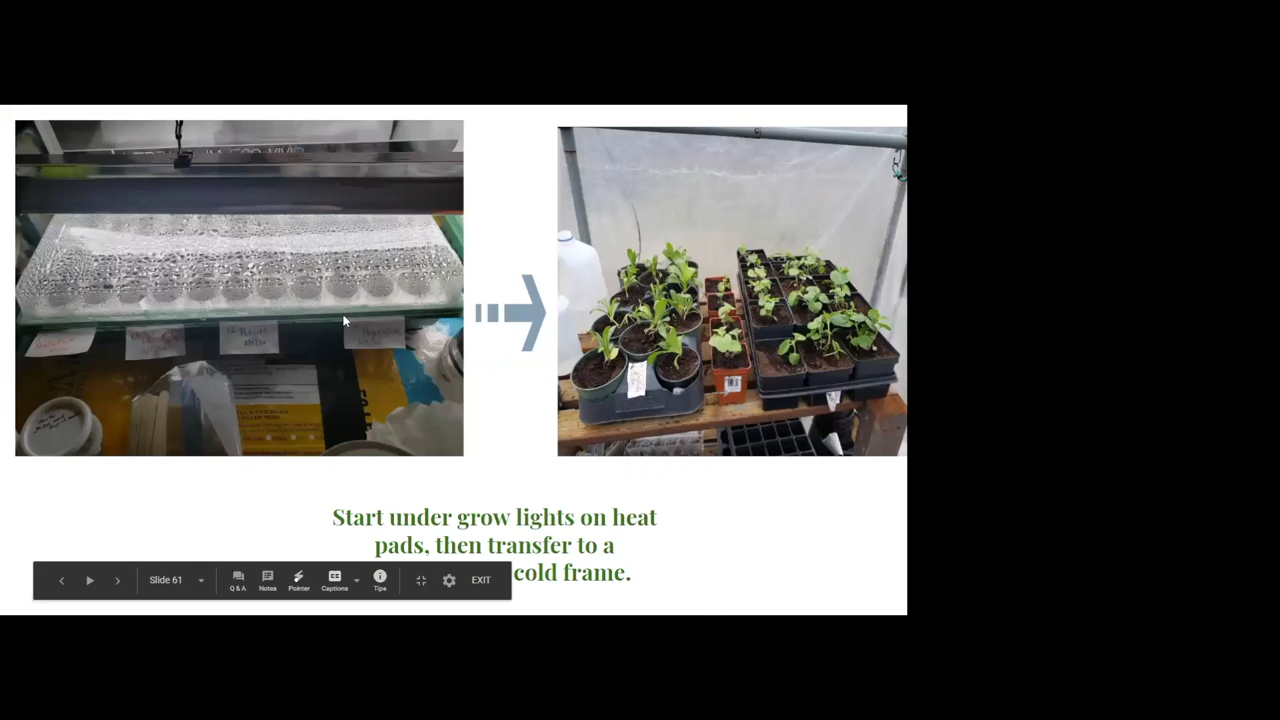 Start under grow lights on heat
pads, then transfer to a
cold frame.
Slide 61
Q & A
Notes
Pointer
Captions
Tips
EXIT